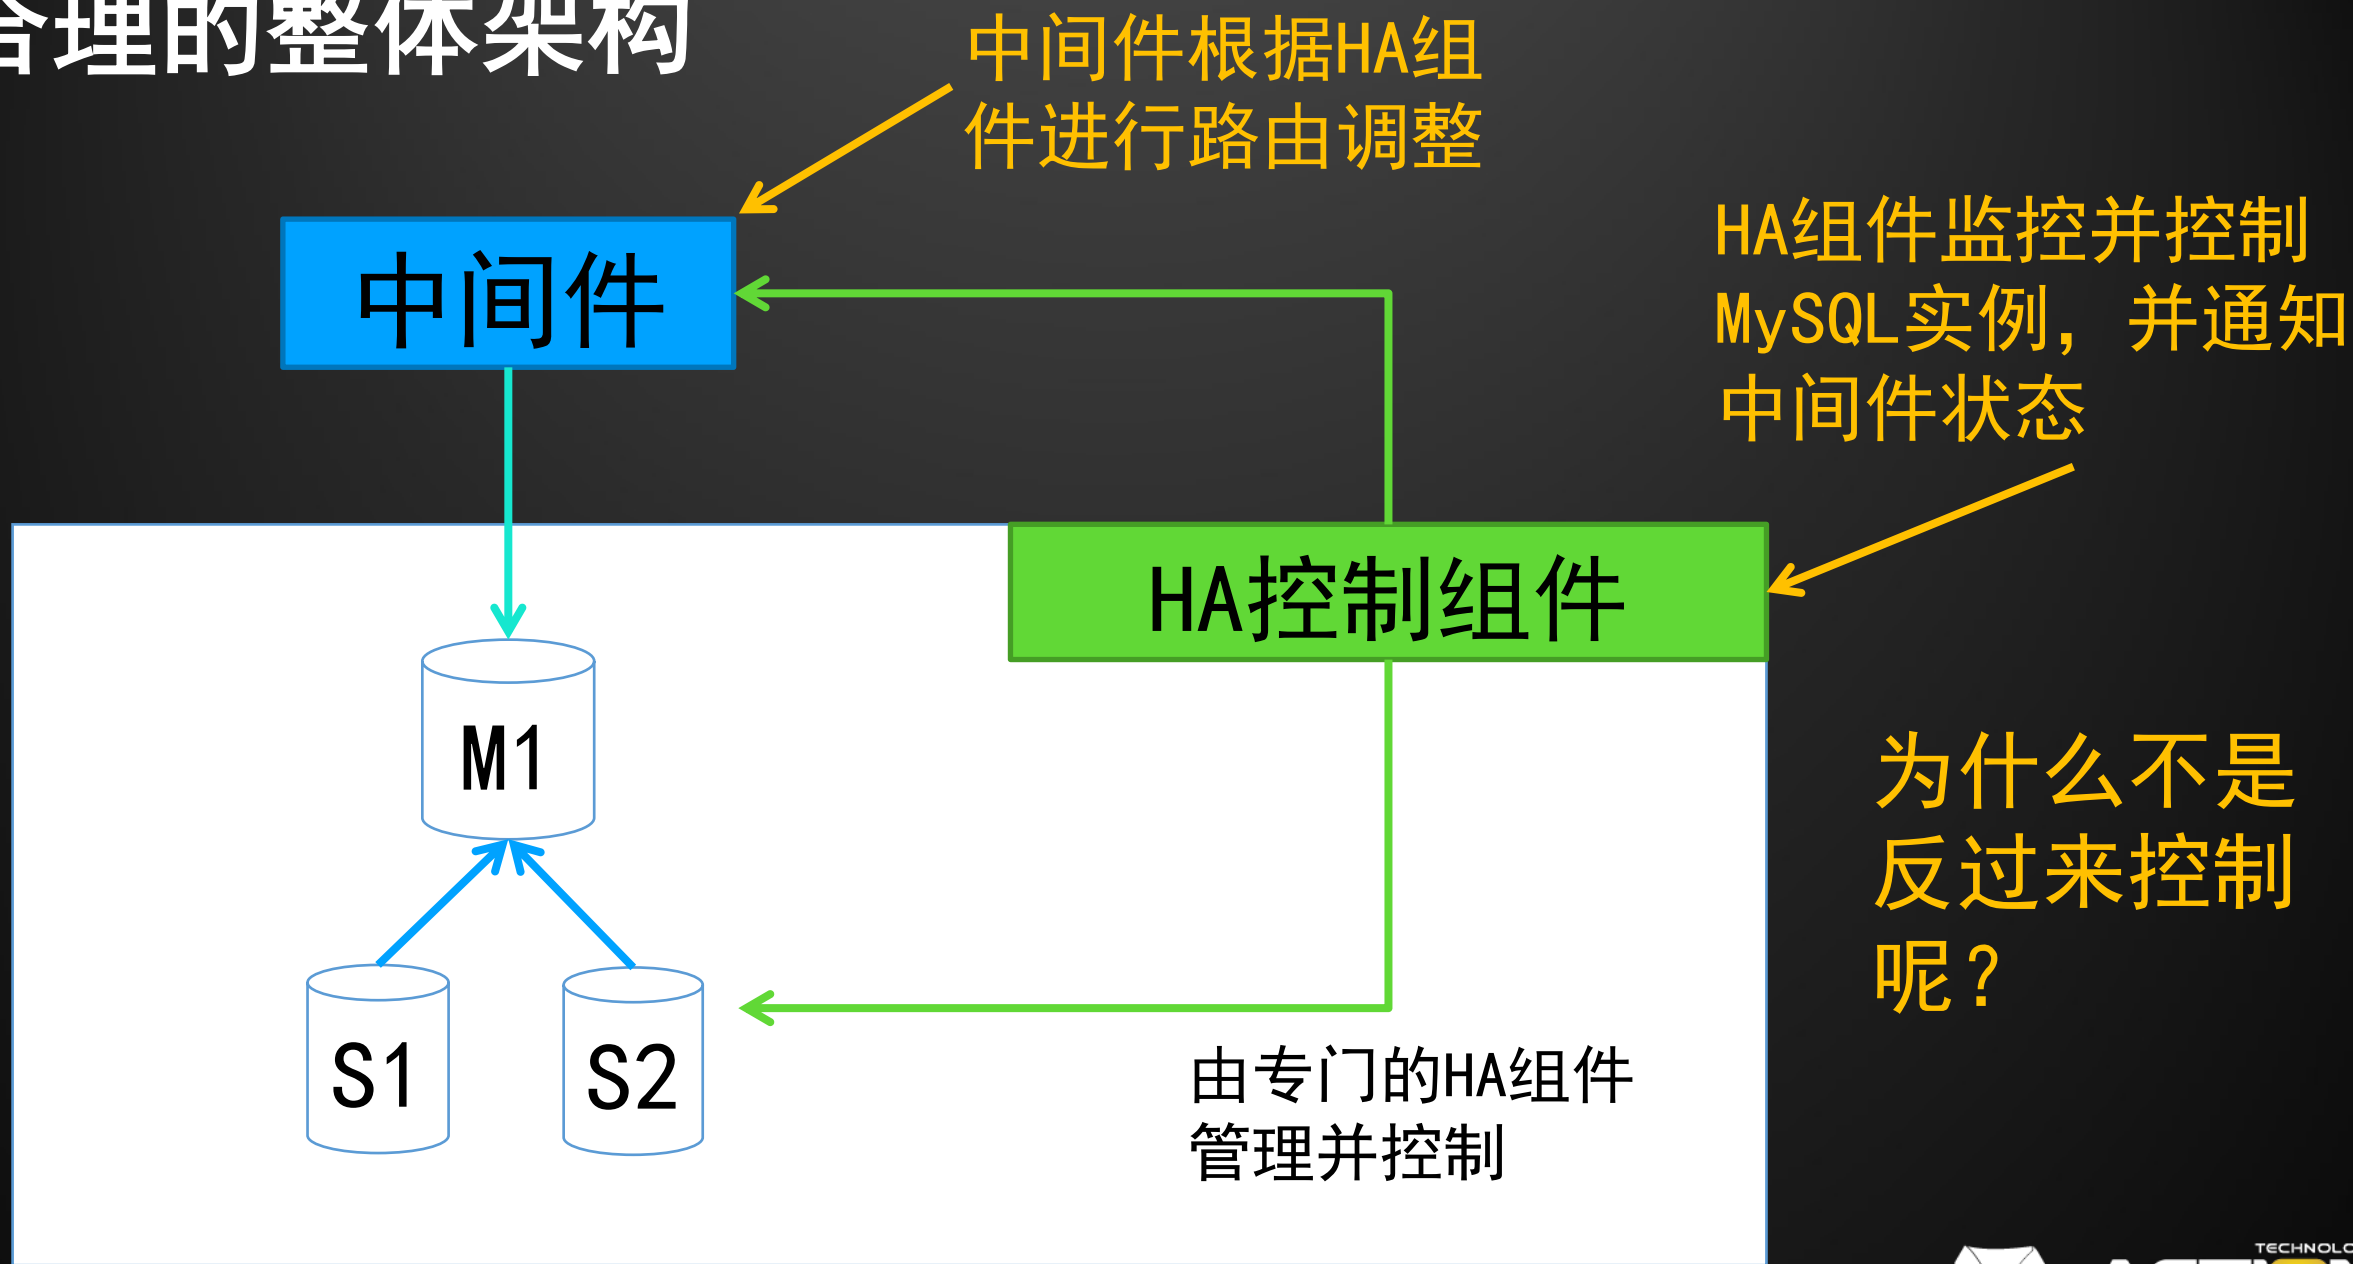 合理的整体架构
中间件根据HA组
件进行路由调整
HA组件监控并控制
MySQL实例，并通知
中间件状态
中间件
HA控制组件
M1
S1
S2
为什么不是
反过来控制
呢？
由专门的HA组件
管理并控制